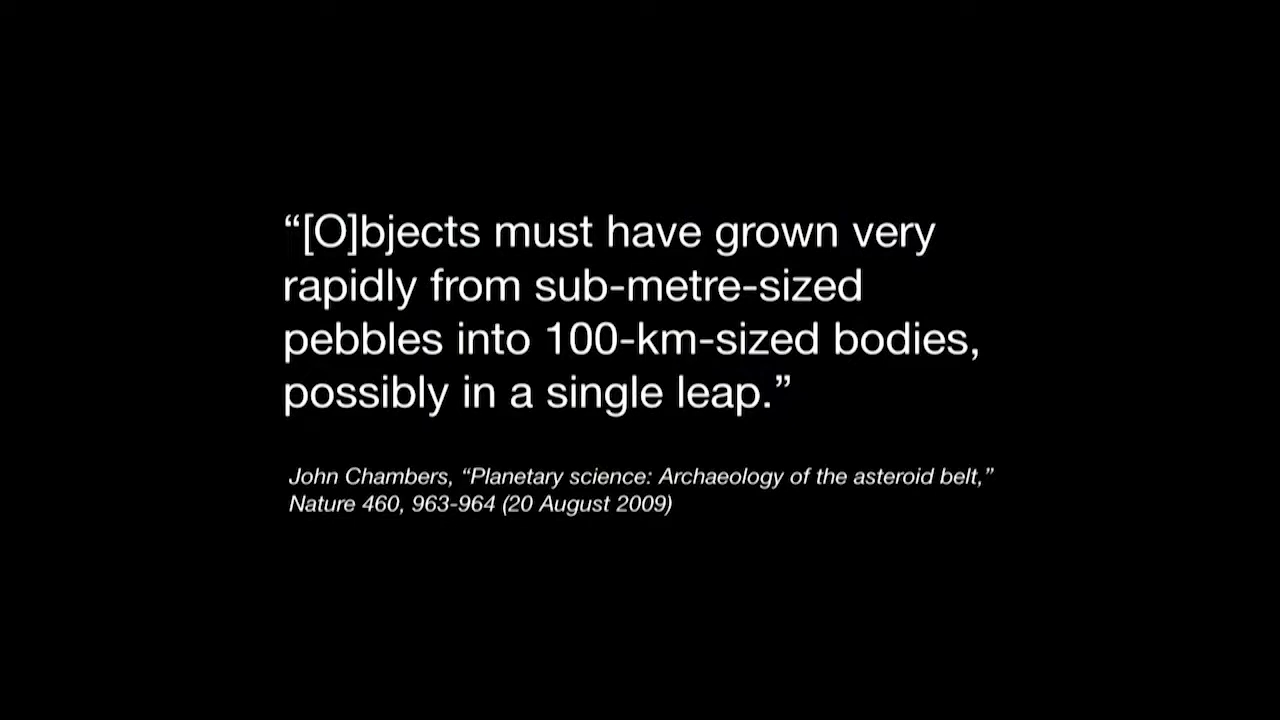 “[O]bjects must have grown very
rapidly from sub-metre-sized
pebbles into 100-km-sized bodies,
possibly in a single leap.”
John Chambers, “Planetary science: Archaeology of the asteroid belt,”
Nature 460, 963-964 (20 August 2009)